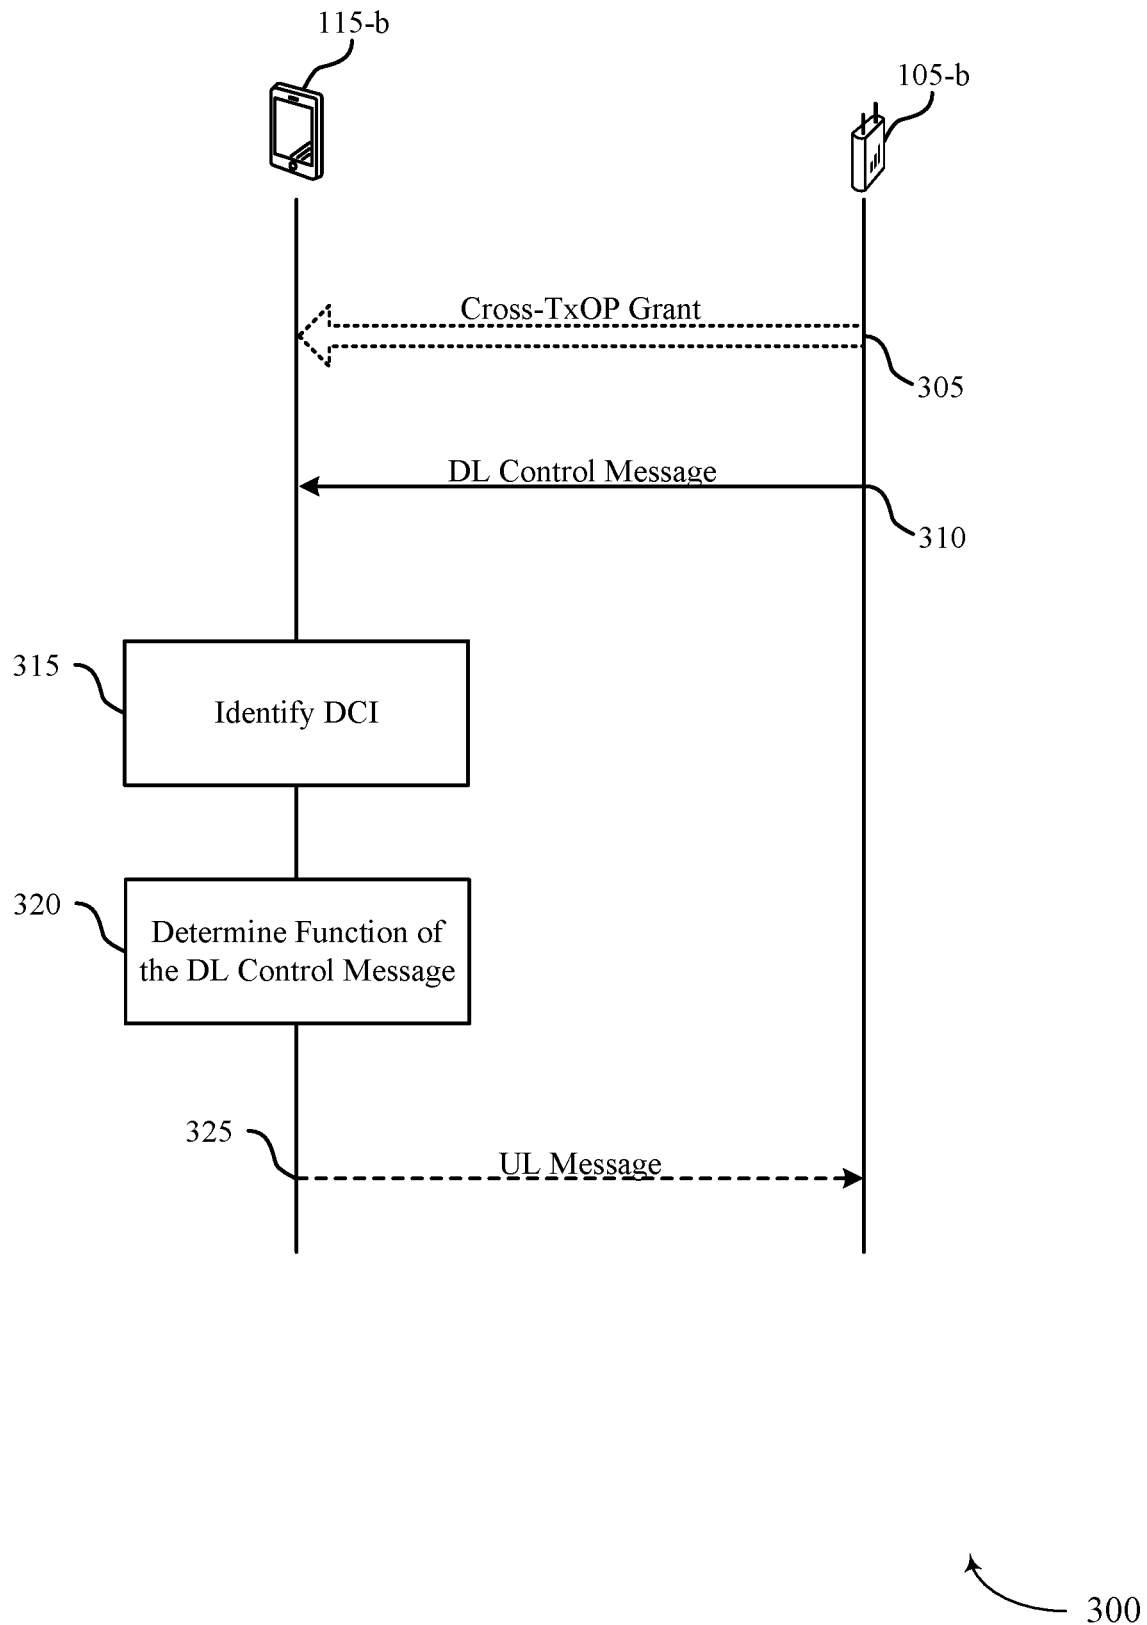 115-b
105-b
Cross-TxOP Grant
305
DL Control Message
310
315
Identify DCI
320
Determine Function of
the DL Control Message
325
UL Message
300